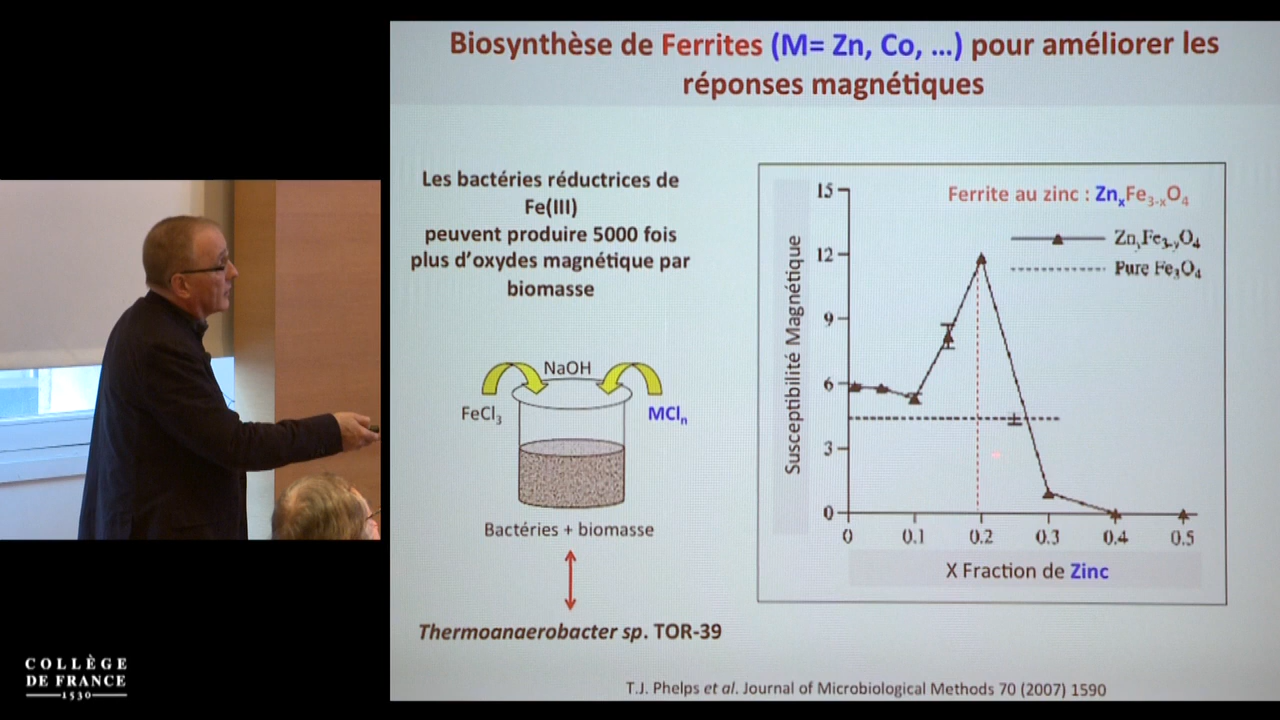 Biosynthèse de Ferrites (M= Zn, Co, ...) pour améliorer les
réponses magnétiques
Les bactéries réductrices de
Fe(III)
peuvent produire 5000 fois
plus d'oxydes magnétique par
biomasse
NaOH
FeCl3
MCln
Bactéries + biomasse
Thermoanaerobacter sp. TOR-39
Ferrite au zinc : ZnxFe3-xO4
ZnxFe3-xO4
Pure Fe3O4
Susceptibilité Magnétique
15
12
9
6
3
0
0 0.1 0.2 0.3 0.4 0.5
X Fraction de Zinc
T.J. Phelps et al. Journal of Microbiological Methods 70 (2007) 1590
COLLÈGE
DE FRANCE
1530